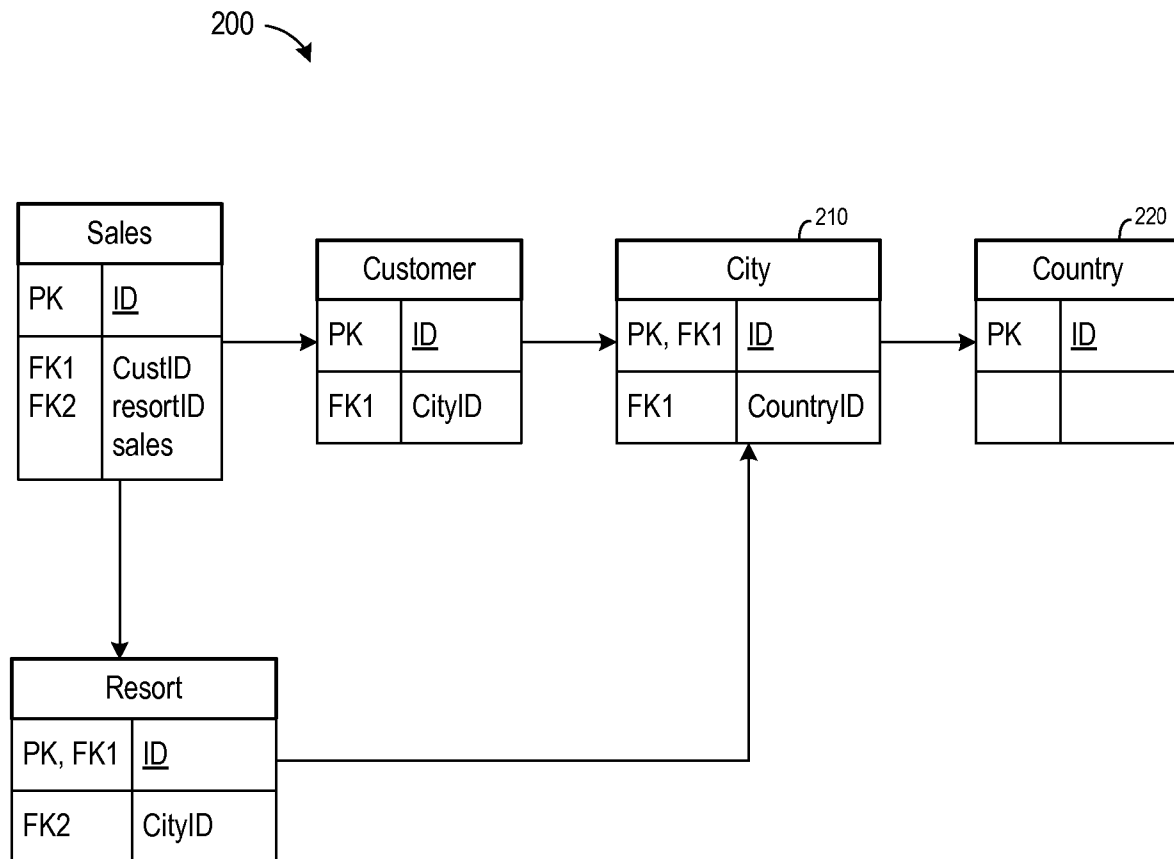 200
Sales
PK ID
FK1 CustID
FK2 resortID
sales
Customer
PK ID
FK1 CityID
210
City
PK, FK1 ID
FK1 CountryID
220
Country
PK ID
Resort
PK, FK1 ID
FK2 CityID